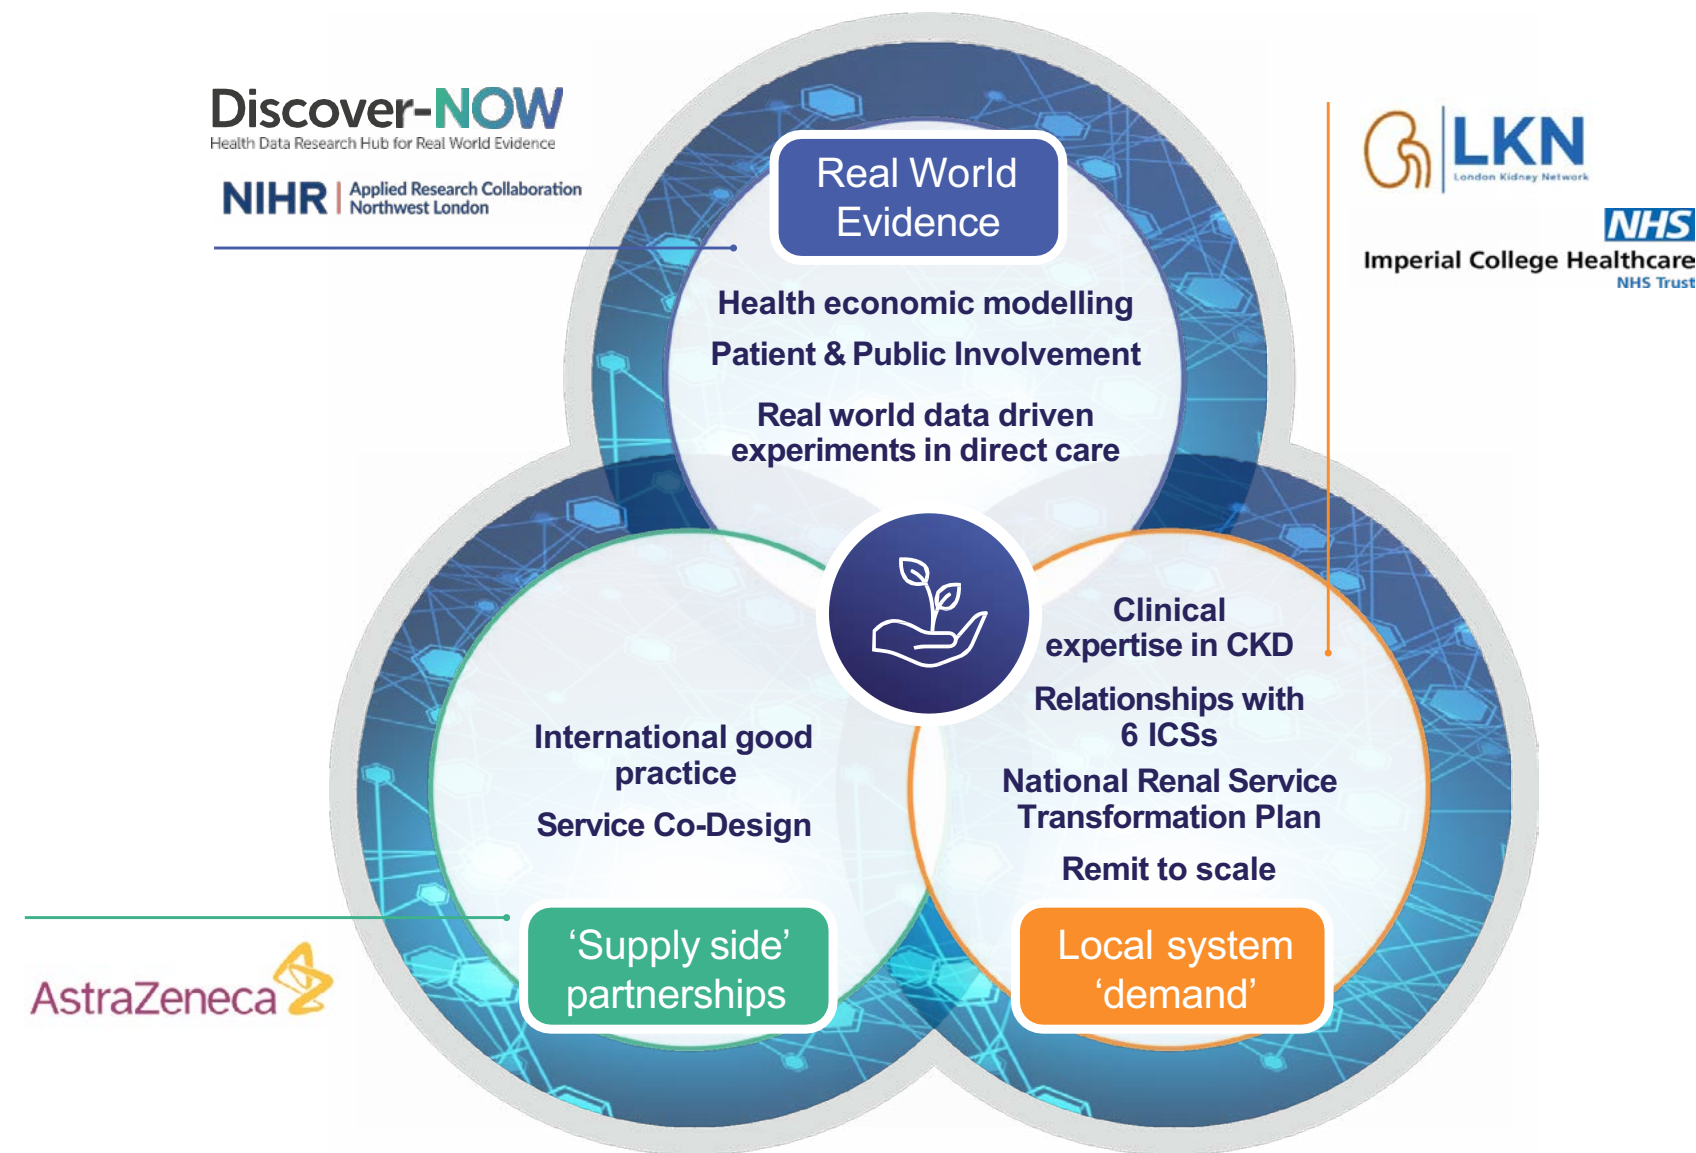 Discover-NOW
Health Data Research Hub for Real World Evidence
NIHR | Applied Research Collaboration
Northwest London
LKN
London Kidney Network
NHS
Imperial College Healthcare
NHS Trust
Real World
Evidence
Health economic modelling
Patient & Public Involvement
Real world data driven
experiments in direct care
International good
practice
Service Co-Design
‘Supply side’
partnerships
AstraZeneca
Clinical
expertise in CKD
Relationships with
6 ICSs
National Renal Service
Transformation Plan
Remit to scale
Local system
‘demand’